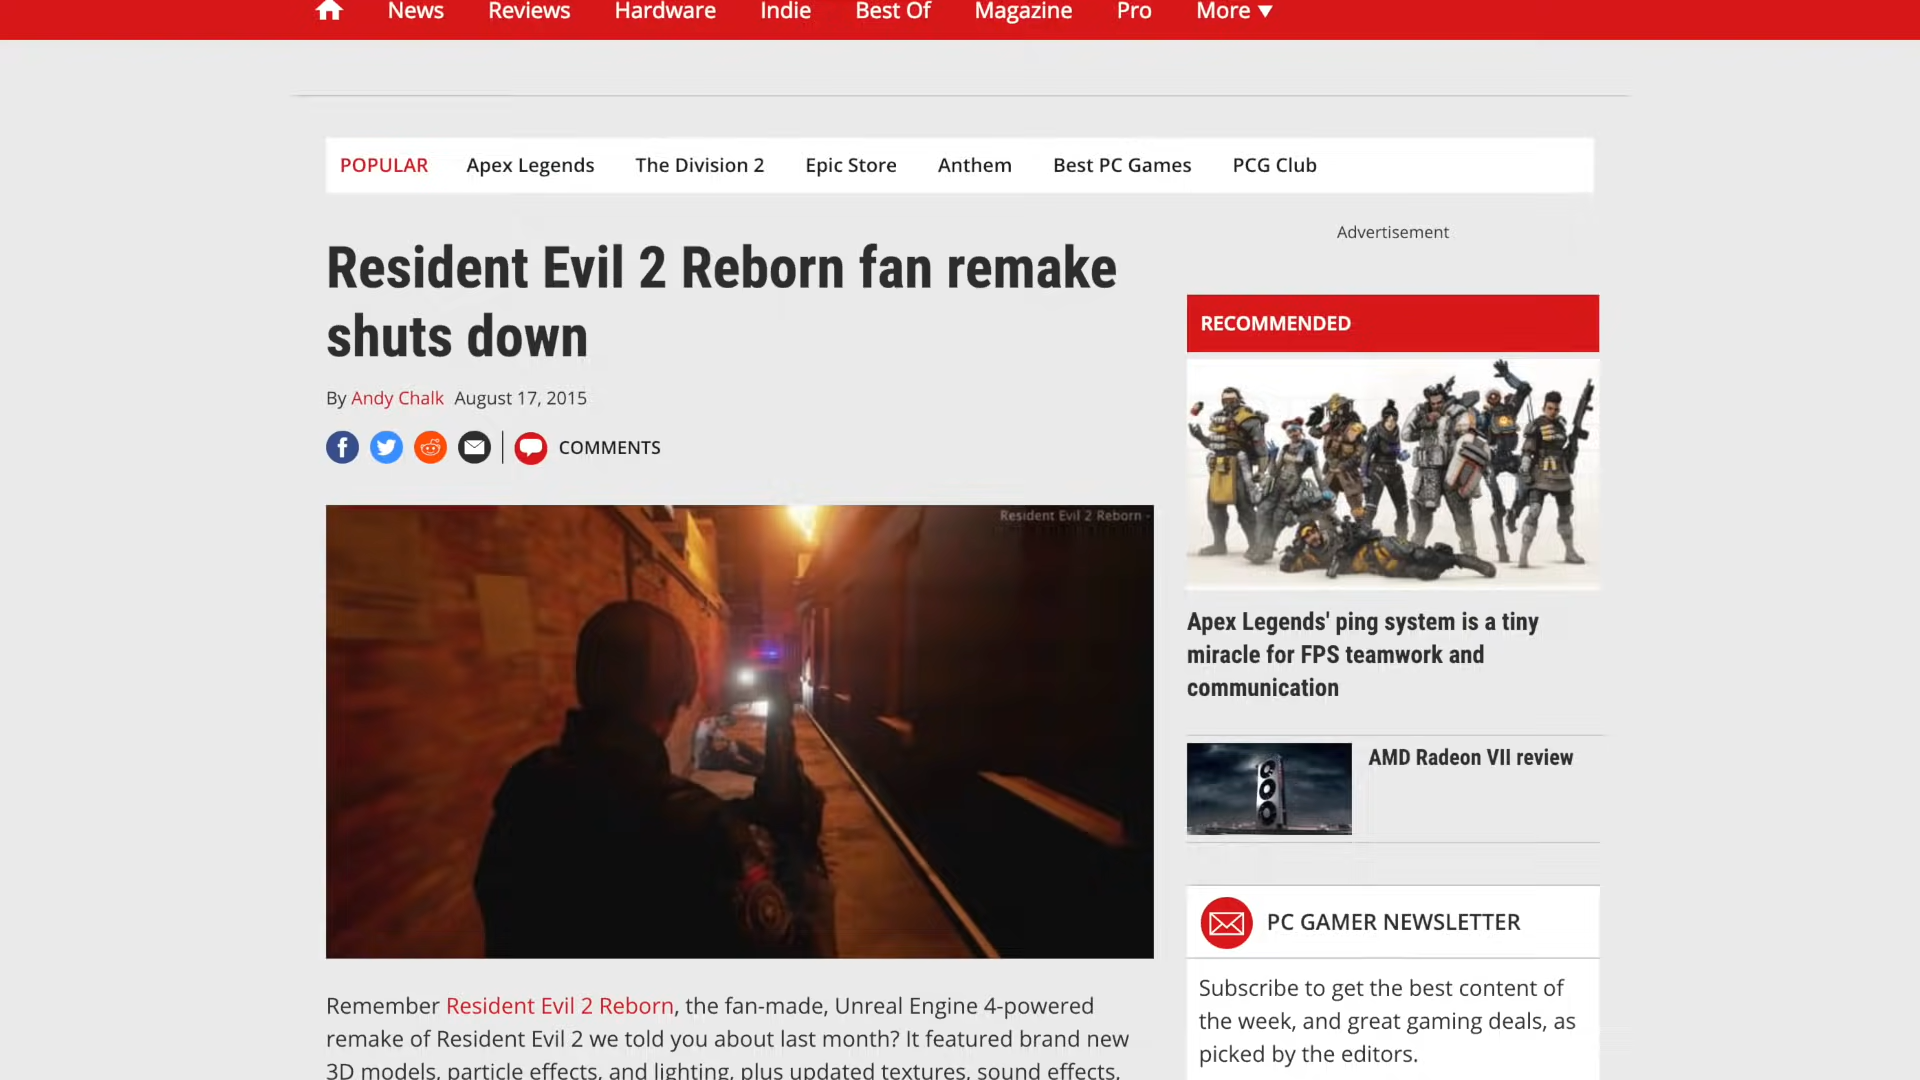 News Reviews Hardware Indie Best Of Magazine Pro More
POPULAR Apex Legends The Division 2 Epic Store Anthem Best PC Games PCG Club
Resident Evil 2 Reborn fan remake
shuts down
By Andy Chalk August 17, 2015
COMMENTS
Resident Evil 2 Reborn -
Remember Resident Evil 2 Reborn, the fan-made, Unreal Engine 4-powered
remake of Resident Evil 2 we told you about last month? It featured brand new
3D models, particle effects, and lighting, plus updated textures, sound effects,
Advertisement
RECOMMENDED
Apex Legends' ping system is a tiny
miracle for FPS teamwork and
communication
AMD Radeon VII review
PC GAMER NEWSLETTER
Subscribe to get the best content of
the week, and great gaming deals, as
picked by the editors.